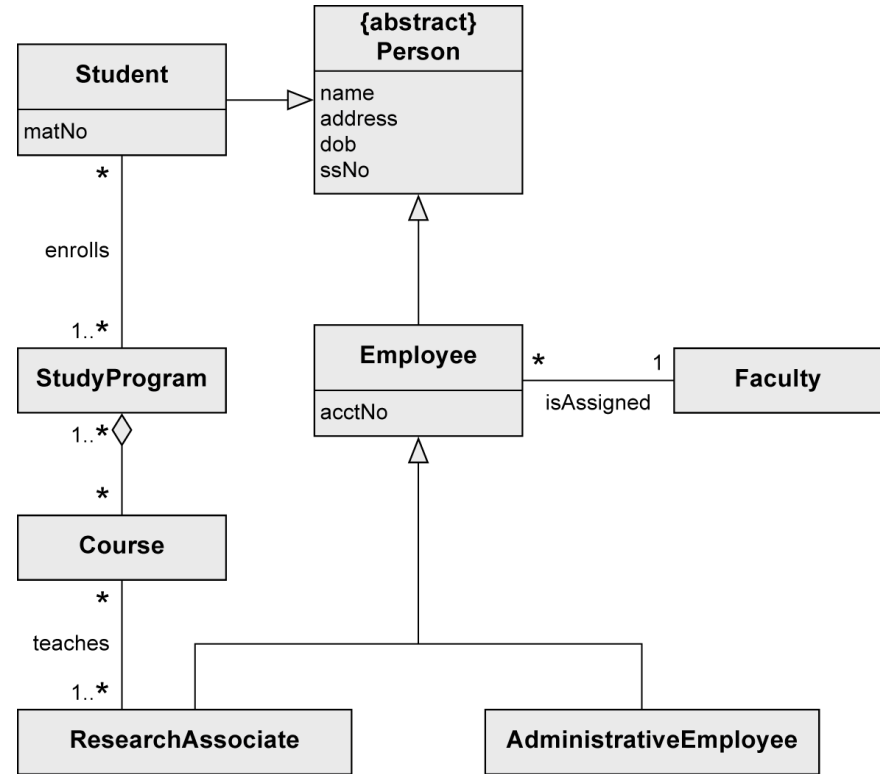 {abstract}
Person
name
address
dob
ssNo
Student
matNo
*
enrolls
1..*
StudyProgram
1..*
*
Course
*
teaches
1..*
ResearchAssociate
Employee
acctNo
*
1
isAssigned
Faculty
AdministrativeEmployee